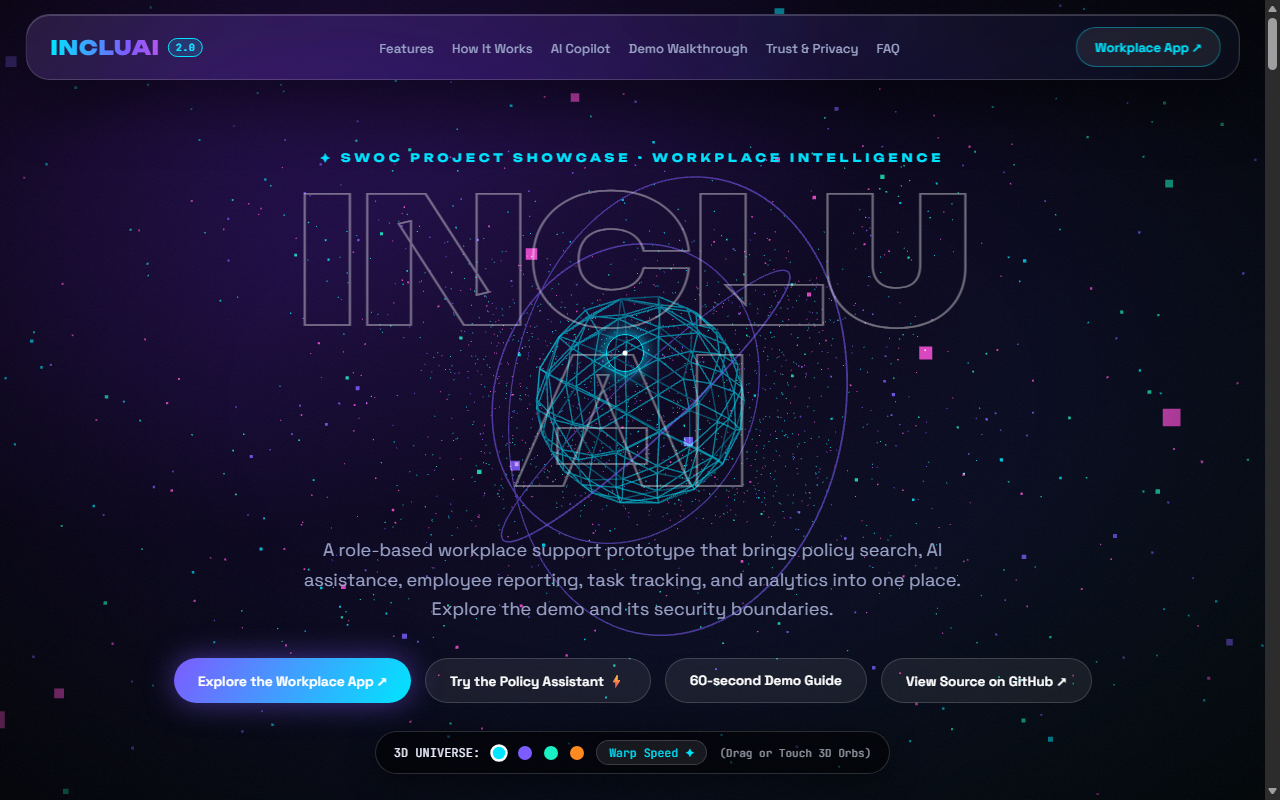 INCLUAI 2.0
Features How It Works AI Copilot Demo Walkthrough Trust & Privacy FAQ
Workplace App ↗
✦ SWOC PROJECT SHOWCASE · WORKPLACE INTELLIGENCE
INCLU
AI
A role-based workplace support prototype that brings policy search, AI
assistance, employee reporting, task tracking, and analytics into one place.
Explore the demo and its security boundaries.
Explore the Workplace App ↗
Try the Policy Assistant ⚡
60-second Demo Guide
View Source on GitHub ↗
3D UNIVERSE: Warp Speed ✦ (Drag or Touch 3D Orbs)